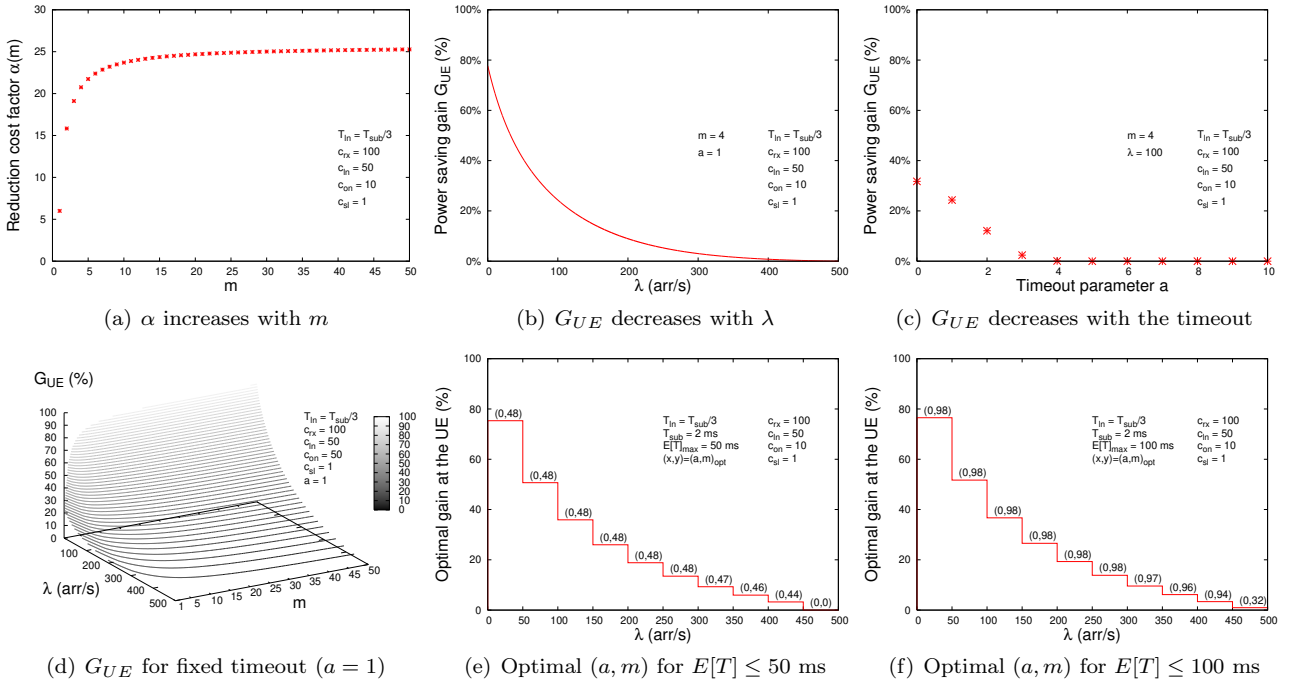 Reduction cost factor α(m)
30
25
20
15
10
5
0
0 5 10 15 20 25 30 35 40 45 50
m
T_ln = T_sub/3
c_rx = 100
c_ln = 50
c_on = 10
c_sl = 1
(a) α increases with m
Power saving gain G_UE (%)
100%
80%
60%
40%
20%
0%
0 100 200 300 400 500
λ (arr/s)
m = 4
a = 1
T_ln = T_sub/3
c_rx = 100
c_ln = 50
c_on = 10
c_sl = 1
(b) G_UE decreases with λ
Power saving gain G_UE (%)
100%
80%
60%
40%
20%
0%
0 2 4 6 8 10
Timeout parameter a
m = 4
λ = 100
T_ln = T_sub/3
c_rx = 100
c_ln = 50
c_on = 10
c_sl = 1
(c) G_UE decreases with the timeout
G_UE (%)
100
90
80
70
60
50
40
30
20
10
0
100
200
300
400
500
λ (arr/s)
1 5 10 15 20 25 30 35 40 45 50
m
T_ln = T_sub/3
c_rx = 100
c_ln = 50
c_on = 50
c_sl = 1
a = 1
100
90
80
70
60
50
40
30
20
10
0
(d) G_UE for fixed timeout (a = 1)
Optimal gain at the UE (%)
100
80
60
40
20
0
0 50 100 150 200 250 300 350 400 450 500
λ (arr/s)
(0,48)
(0,48)
(0,48)
(0,48)
(0,48)
(0,48)
(0,47)
(0,46)
(0,44)
(0,0)
T_ln = T_sub/3
T_sub = 2 ms
E[T]_max = 50 ms
(x,y)=(a,m)_opt
c_rx = 100
c_ln = 50
c_on = 10
c_sl = 1
(e) Optimal (a, m) for E[T] ≤ 50 ms
Optimal gain at the UE (%)
100
80
60
40
20
0
0 50 100 150 200 250 300 350 400 450 500
λ (arr/s)
(0,98)
(0,98)
(0,98)
(0,98)
(0,98)
(0,98)
(0,97)
(0,96)
(0,94)
(0,32)
T_ln = T_sub/3
T_sub = 2 ms
E[T]_max = 100 ms
(x,y)=(a,m)_opt
c_rx = 100
c_ln = 50
c_on = 10
c_sl = 1
(f) Optimal (a, m) for E[T] ≤ 100 ms